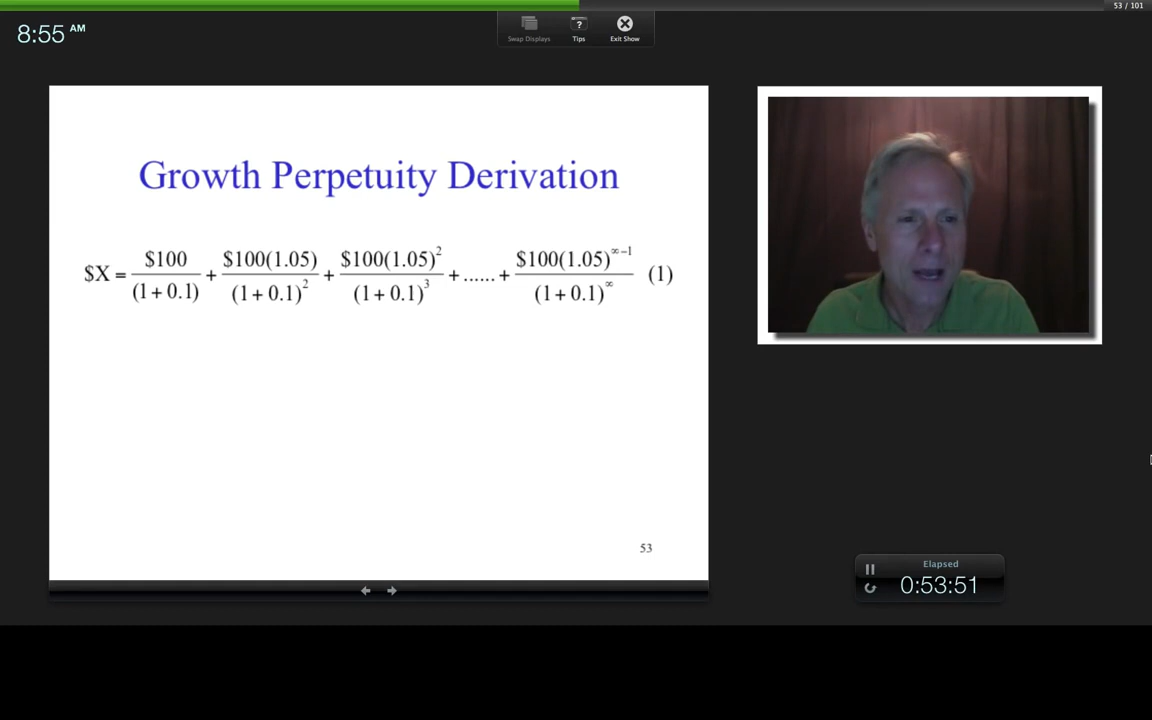 53 / 101
8:55 AM
Swap Displays
Tips
Exit Show
Growth Perpetuity Derivation
$X = $100/(1 + 0.1) + $100(1.05)/(1 + 0.1)^2 + $100(1.05)^2/(1 + 0.1)^3 + ...... + $100(1.05)^(∞−1)/(1 + 0.1)^∞ (1)
53
Elapsed
0:53:51